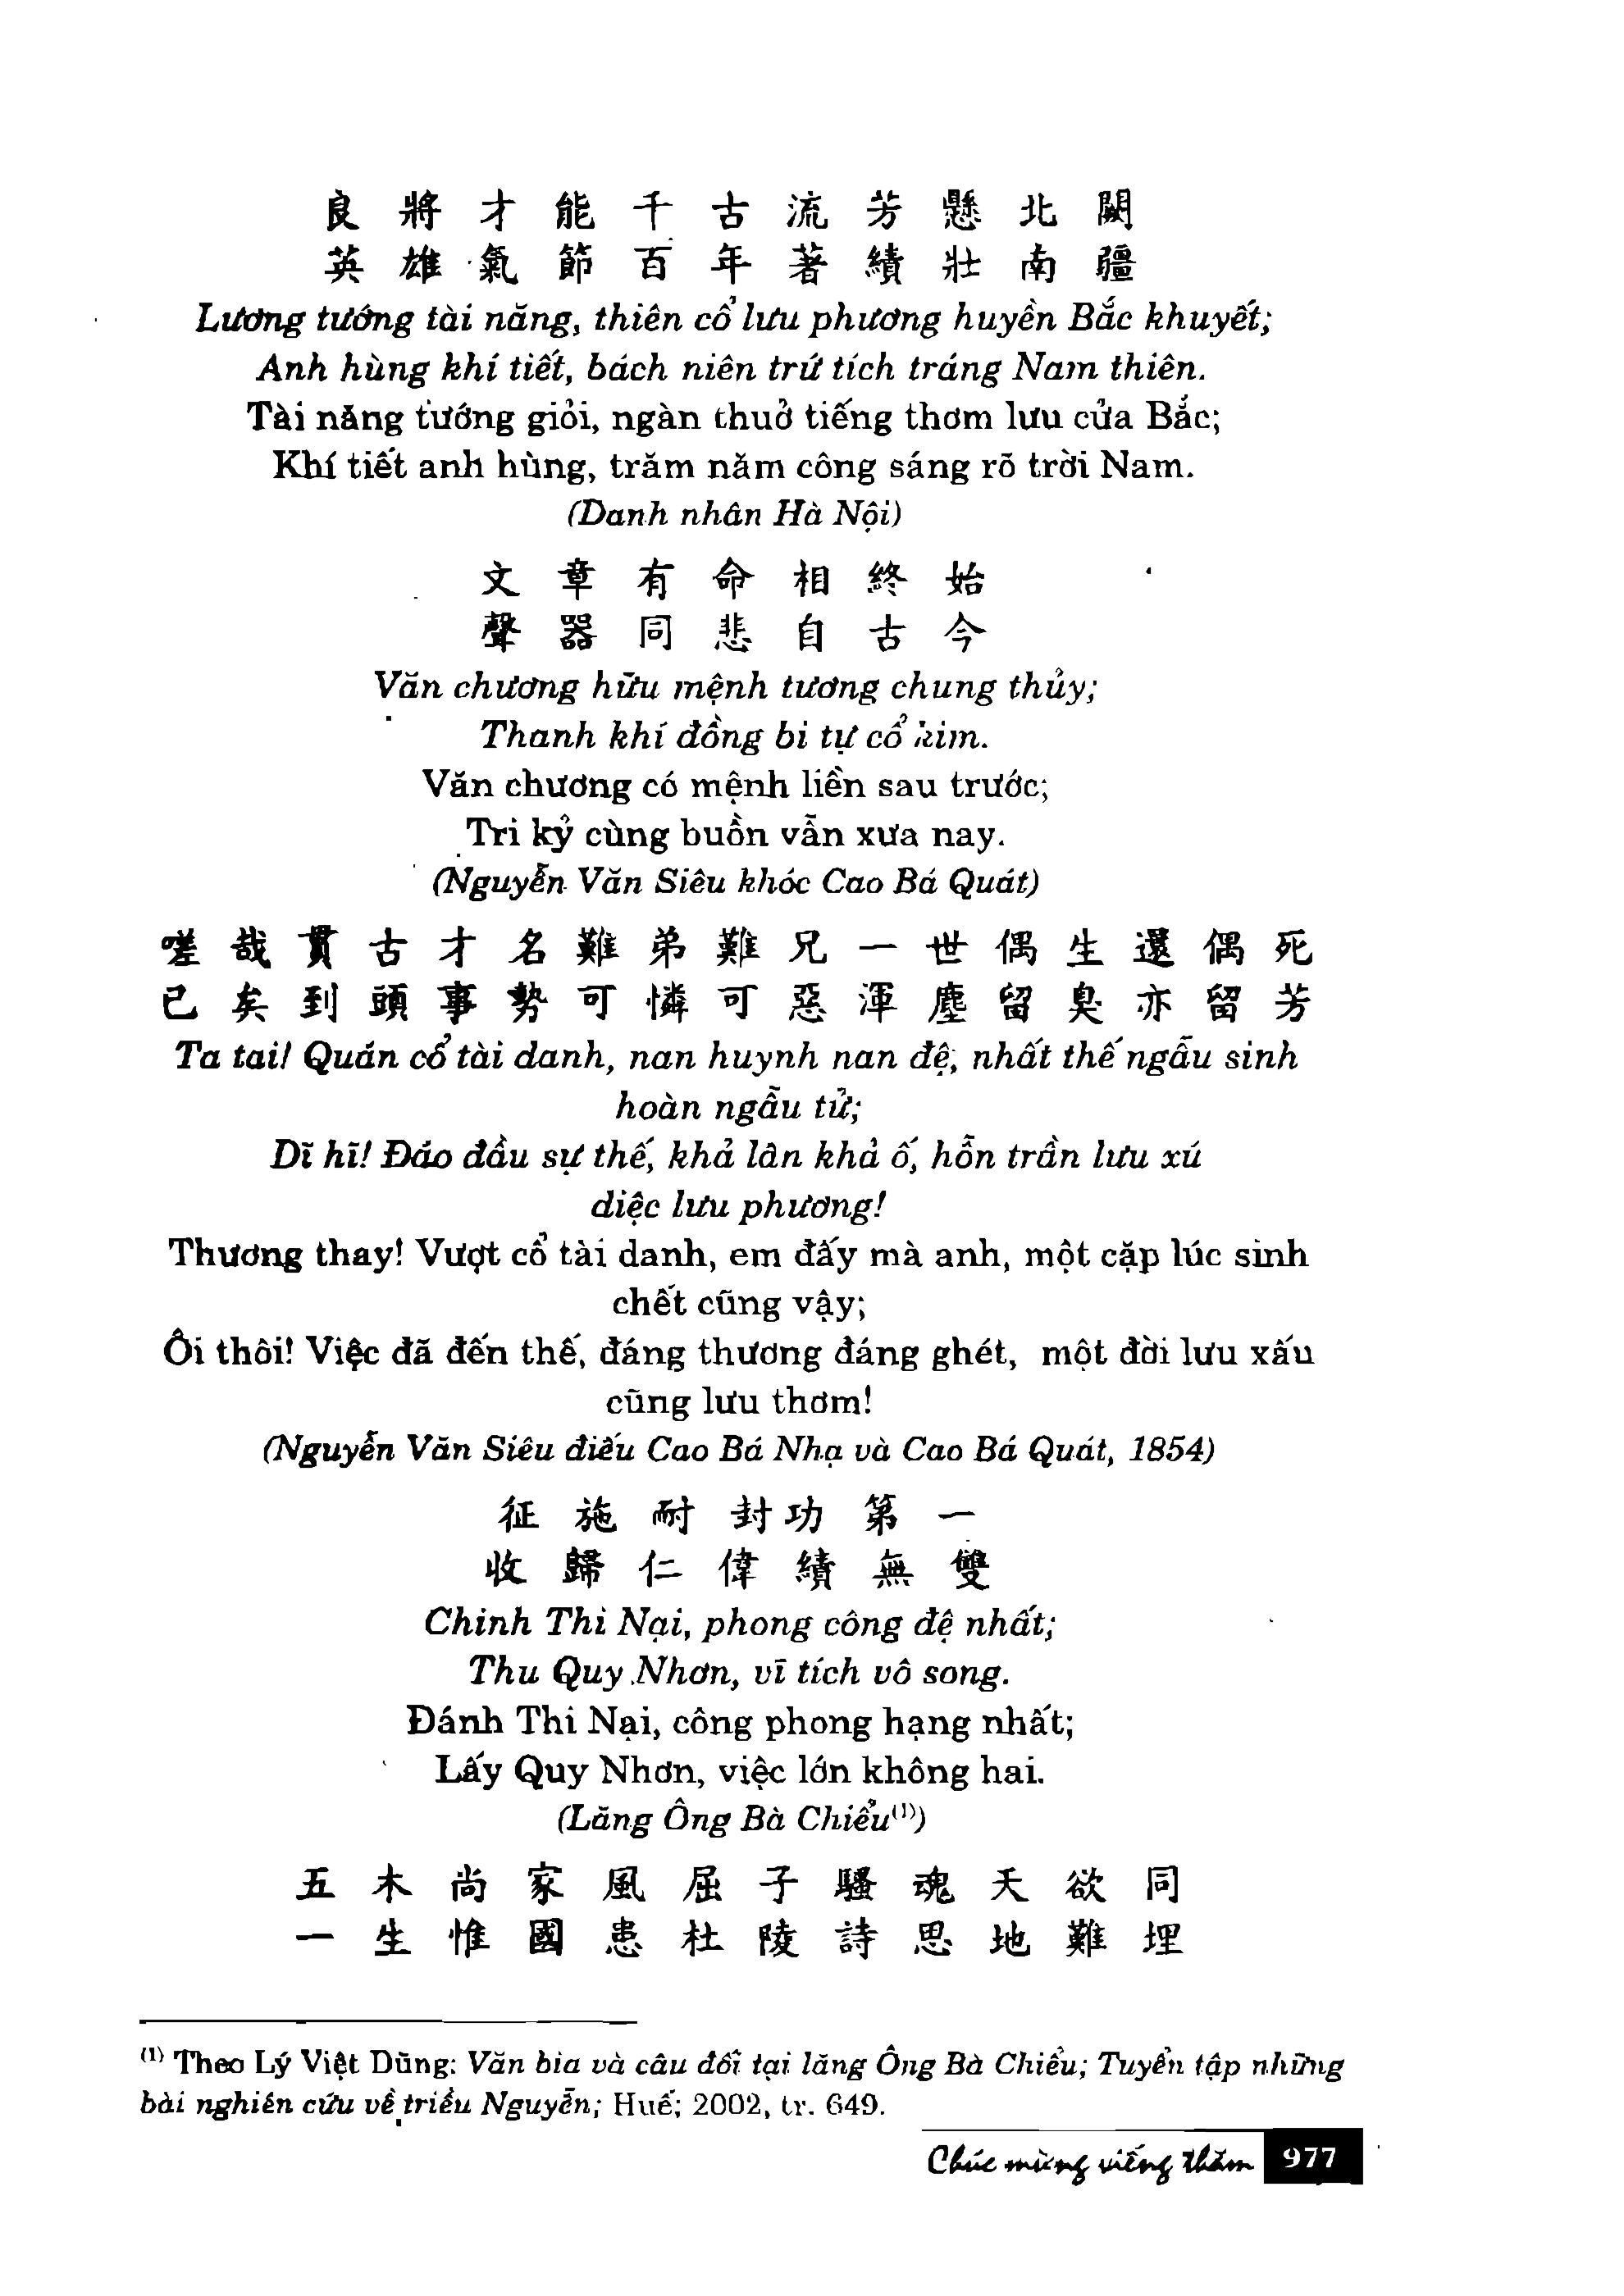 良將才能千古流芳懸北闕
英雄氣節百年著績壯南疆
Lương tướng tài năng, thiên cổ lưu phương huyền Bắc khuyết;
Anh hùng khí tiết, bách niên trứ tích tráng Nam thiên.
Tài năng tướng giỏi, ngàn thuở tiếng thơm lưu cửa Bắc;
Khí tiết anh hùng, trăm năm công sáng rõ trời Nam.
(Danh nhân Hà Nội)
文章有命相終始
聲器同悲自古今
Văn chương hữu mệnh tương chung thủy;
Thanh khí đồng bi tự cổ kim.
Văn chương có mệnh liền sau trước;
Tri kỷ cùng buồn vẫn xưa nay.
(Nguyễn Văn Siêu khóc Cao Bá Quát)
嗟哉貫古才名難弟難兄一世偶生還偶死
已矣到頭事勢可憐可惡渾塵留臭亦留芳
Ta tai! Quán cổ tài danh, nan huynh nan đệ, nhất thế ngẫu sinh
hoàn ngẫu tử;
Dĩ hĩ! Đáo đầu sự thế, khả lân khả ố, hỗn trần lưu xú
diệc lưu phương!
Thương thay! Vượt cổ tài danh, em đấy mà anh, một cặp lúc sinh
chết cũng vậy;
Ôi thôi! Việc đã đến thế, đáng thương đáng ghét, một đời lưu xấu
cũng lưu thơm!
(Nguyễn Văn Siêu điếu Cao Bá Nhạ và Cao Bá Quát, 1854)
征施耐封功第一
收歸仁偉績無雙
Chinh Thi Nại, phong công đệ nhất;
Thu Quy Nhơn, vĩ tích vô song.
Đánh Thi Nại, công phong hạng nhất;
Lấy Quy Nhơn, việc lớn không hai.
(Lăng Ông Bà Chiểu⁽¹⁾)
五木尚家風屈子騷魂天欲同
一生惟國患杜陵詩思地難埋
⁽¹⁾ Theo Lý Việt Dũng: Văn bia và câu đối tại lăng Ông Bà Chiểu; Tuyển tập những
bài nghiên cứu về triều Nguyễn; Huế; 2002, tr. 649.
Chúc mừng viếng thăm 977